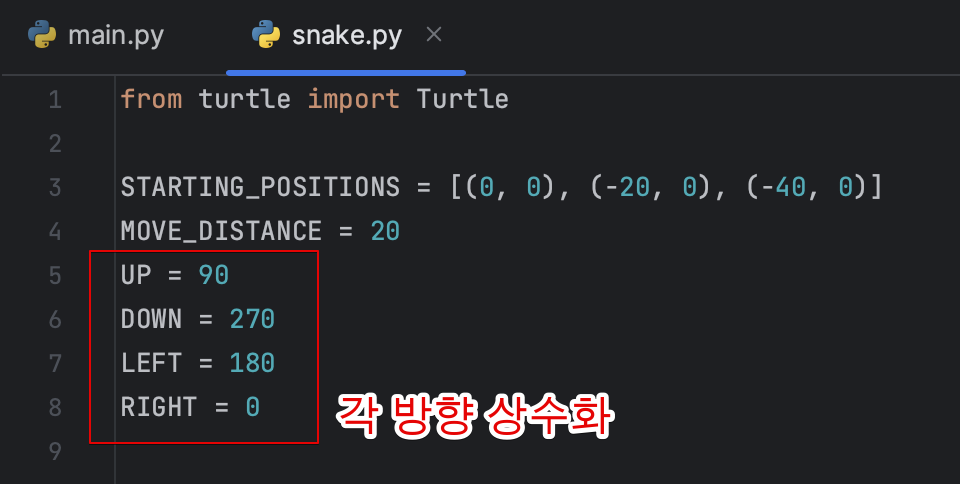 main.py snake.py
1 from turtle import Turtle
2
3 STARTING_POSITIONS = [(0, 0), (-20, 0), (-40, 0)]
4 MOVE_DISTANCE = 20
5 UP = 90
6 DOWN = 270
7 LEFT = 180
8 RIGHT = 0
각 방향 상수화
9